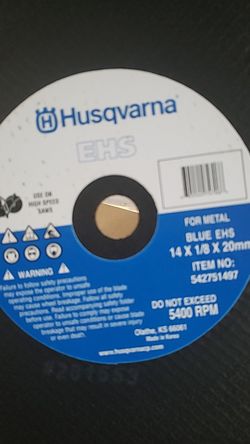 Husqvarna
EHS
USE ON
HIGH SPEED
SAWS
FOR METAL
BLUE EHS
14 X 1/8 X 20mm
ITEM NO:
542751497
WARNING
Failure to follow safety precautions
may expose the operator to unsafe
operating conditions. Improper use of the blade
may cause wheel breakage. Follow all safety
precautions. Read accompanying safety folder
Failure to follow safety precautions may expose
operator to unsafe conditions or cause blade
breakage that may result in severe injury
or even death.
DO NOT EXCEED
5400 RPM
Olathe, KS 66061
Made in Korea
www.husqvarnacp.com